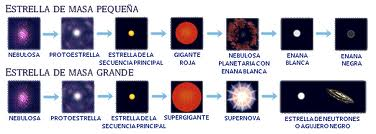 ESTRELLA DE MASA PEQUEÑA
NEBULOSA PROTOESTRELLA ESTRELLA DE LA SECUENCIA PRINCIPAL GIGANTE ROJA NEBULOSA PLANETARIA CON ENANA BLANCA ENANA BLANCA ENANA NEGRA
ESTRELLA DE MASA GRANDE
NEBULOSA PROTOESTRELLA ESTRELLA DE LA SECUENCIA PRINCIPAL SUPERGIGANTE SUPERNOVA ESTRELLA DE NEUTRONES O AGUJERO NEGRO